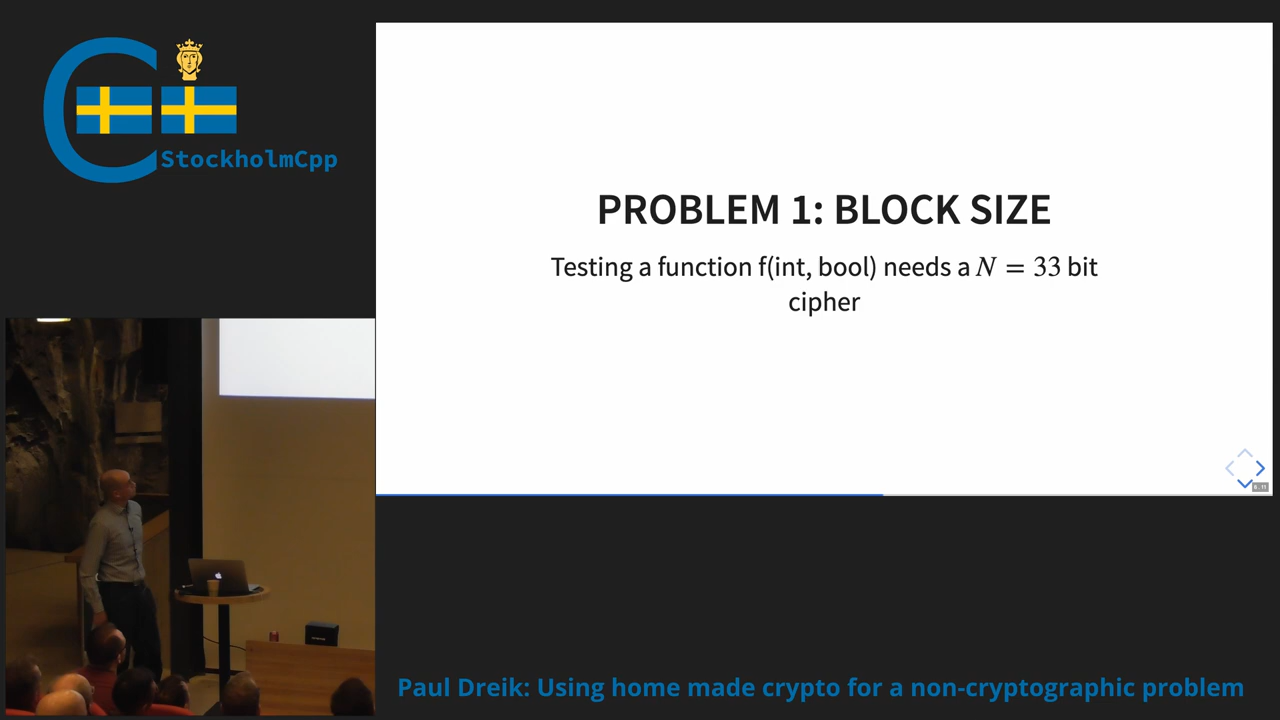 StockholmCpp
PROBLEM 1: BLOCK SIZE
Testing a function f(int, bool) needs a N = 33 bit
cipher
Paul Dreik: Using home made crypto for a non-cryptographic problem